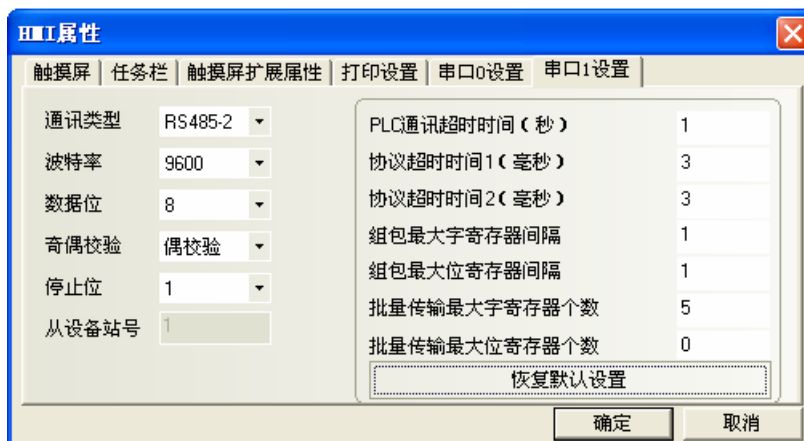 HMI属性
触摸屏 任务栏 触摸屏扩展属性 打印设置 串口0设置 串口1设置
通讯类型 RS485-2
波特率 9600
数据位 8
奇偶校验 偶校验
停止位 1
从设备站号 1
PLC通讯超时时间(秒) 1
协议超时时间1(毫秒) 3
协议超时时间2(毫秒) 3
组包最大字寄存器间隔 1
组包最大位寄存器间隔 1
批量传输最大字寄存器个数 5
批量传输最大位寄存器个数 0
恢复默认设置
确定 取消